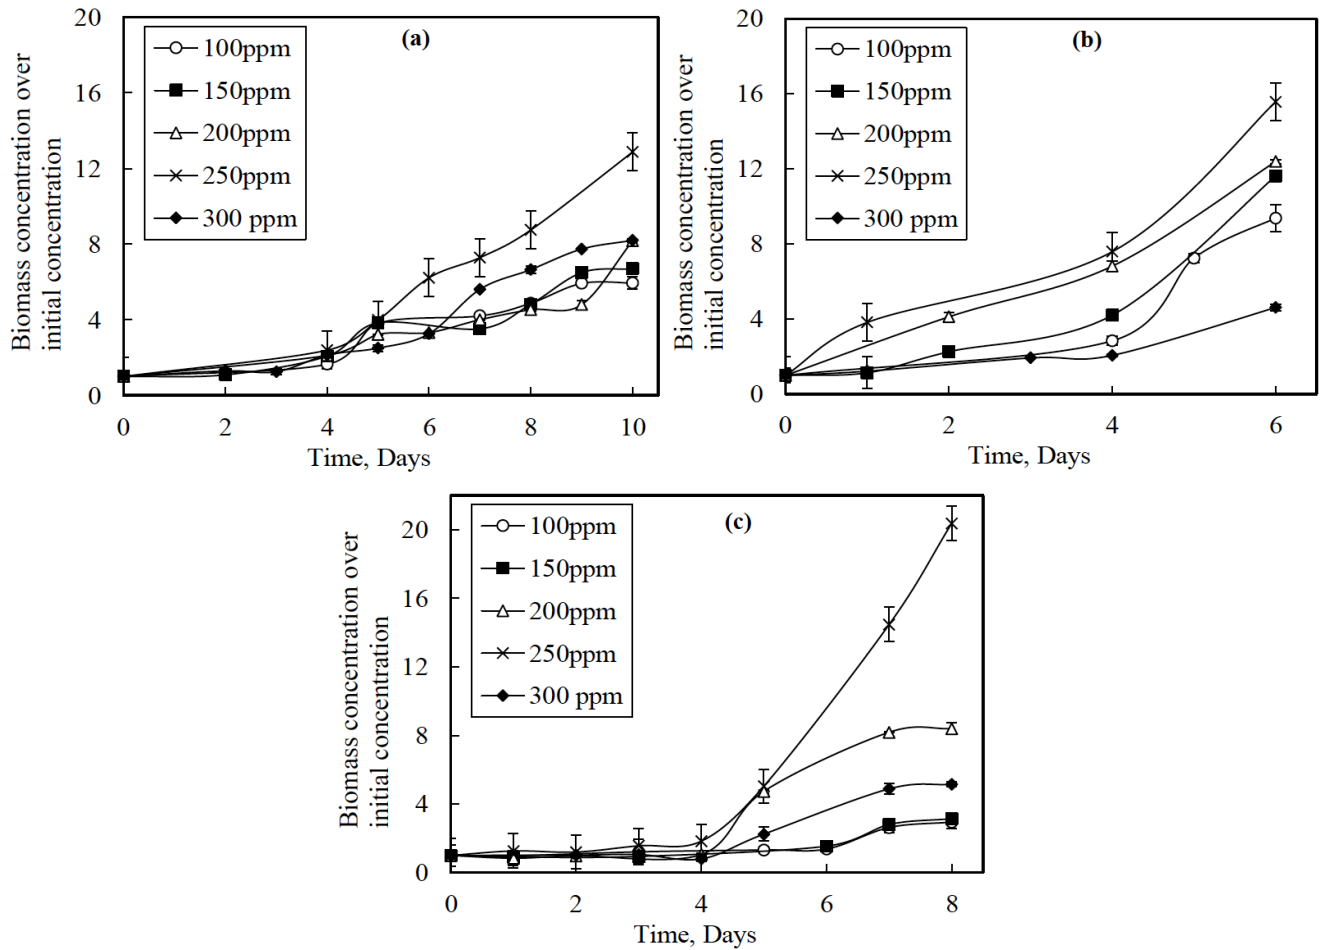 (a)
Biomass concentration over
initial concentration
20
16
12
8
4
0
100ppm
150ppm
200ppm
250ppm
300 ppm
0 2 4 6 8 10
Time, Days
(b)
Biomass concentration over
initial concentration
20
16
12
8
4
0
100ppm
150ppm
200ppm
250ppm
300 ppm
0 2 4 6
Time, Days
(c)
Biomass concentration over
initial concentration
20
16
12
8
4
0
100ppm
150ppm
200ppm
250ppm
300 ppm
0 2 4 6 8
Time, Days